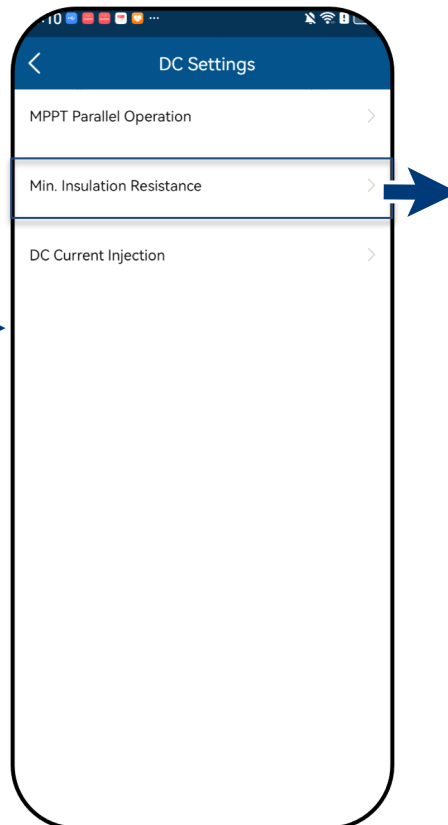 DC Settings
MPPT Parallel Operation
Min. Insulation Resistance
DC Current Injection